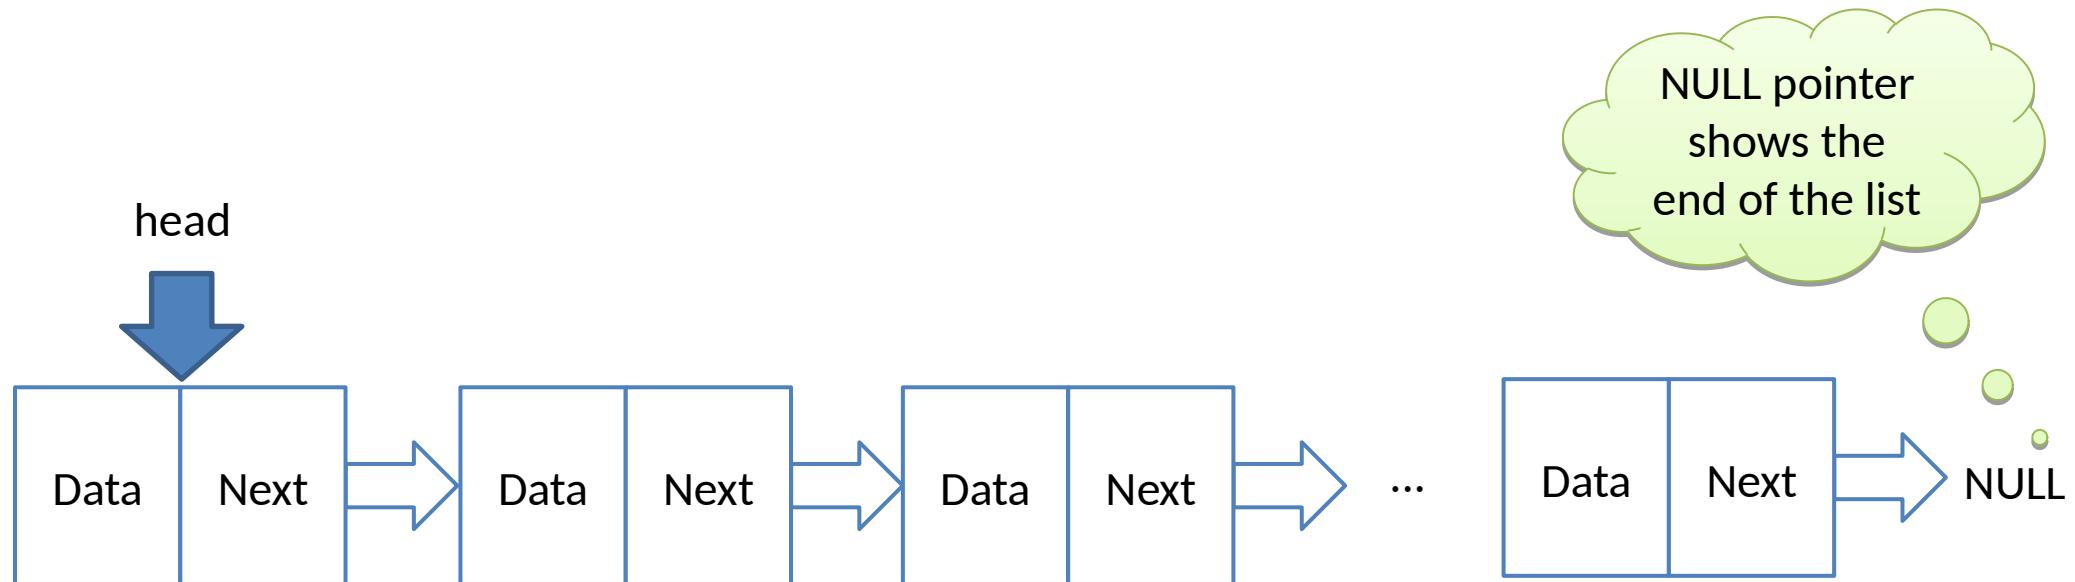 NULL pointer
shows the
end of the list
head
Data Next Data Next Data Next ... Data Next NULL